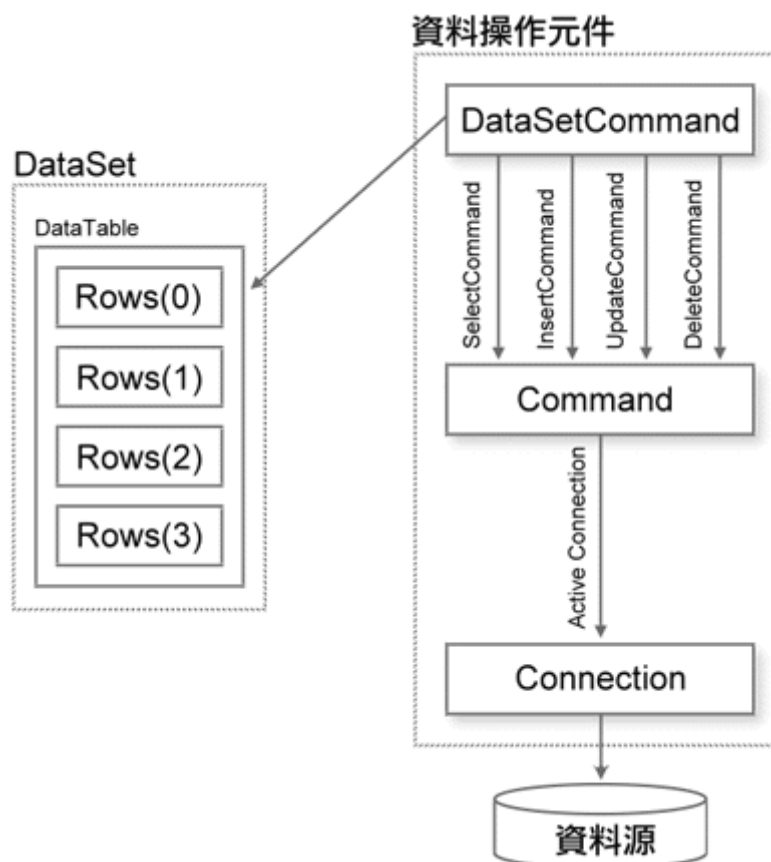 資料操作元件
DataSetCommand
SelectCommand
InsertCommand
UpdateCommand
DeleteCommand
Command
Active Connection
Connection
資料源
DataSet
DataTable
Rows(0)
Rows(1)
Rows(2)
Rows(3)